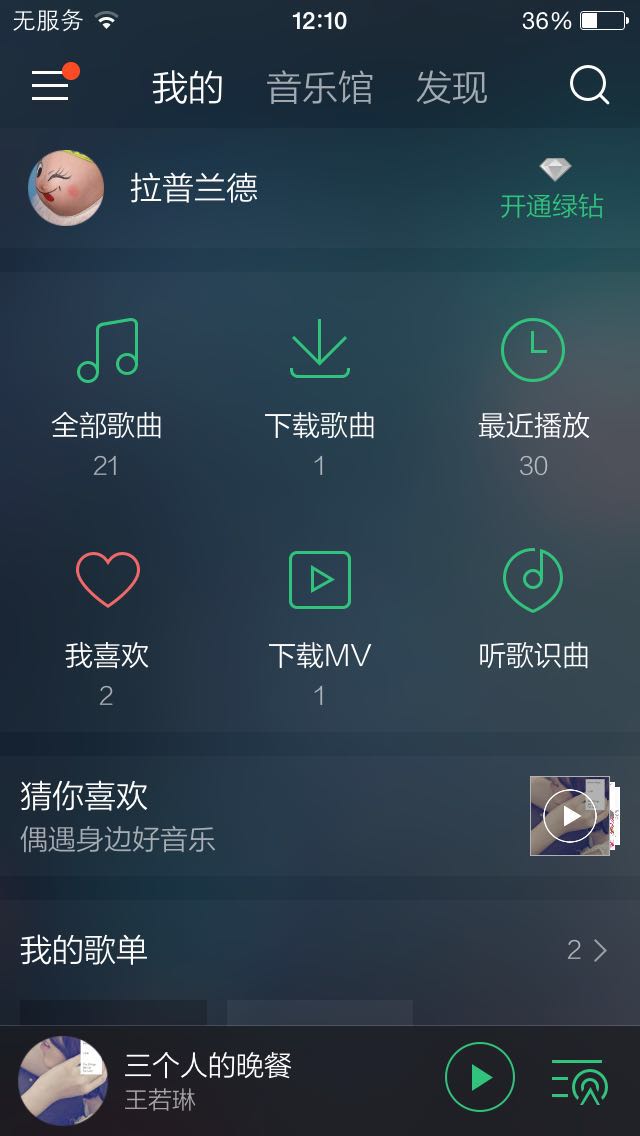 无服务 12:10 36%
我的 音乐馆 发现
拉普兰德 开通绿钻
全部歌曲 下载歌曲 最近播放
21 1 30
我喜欢 下载MV 听歌识曲
2 1
猜你喜欢
偶遇身边好音乐
我的歌单 2
三个人的晚餐
王若琳